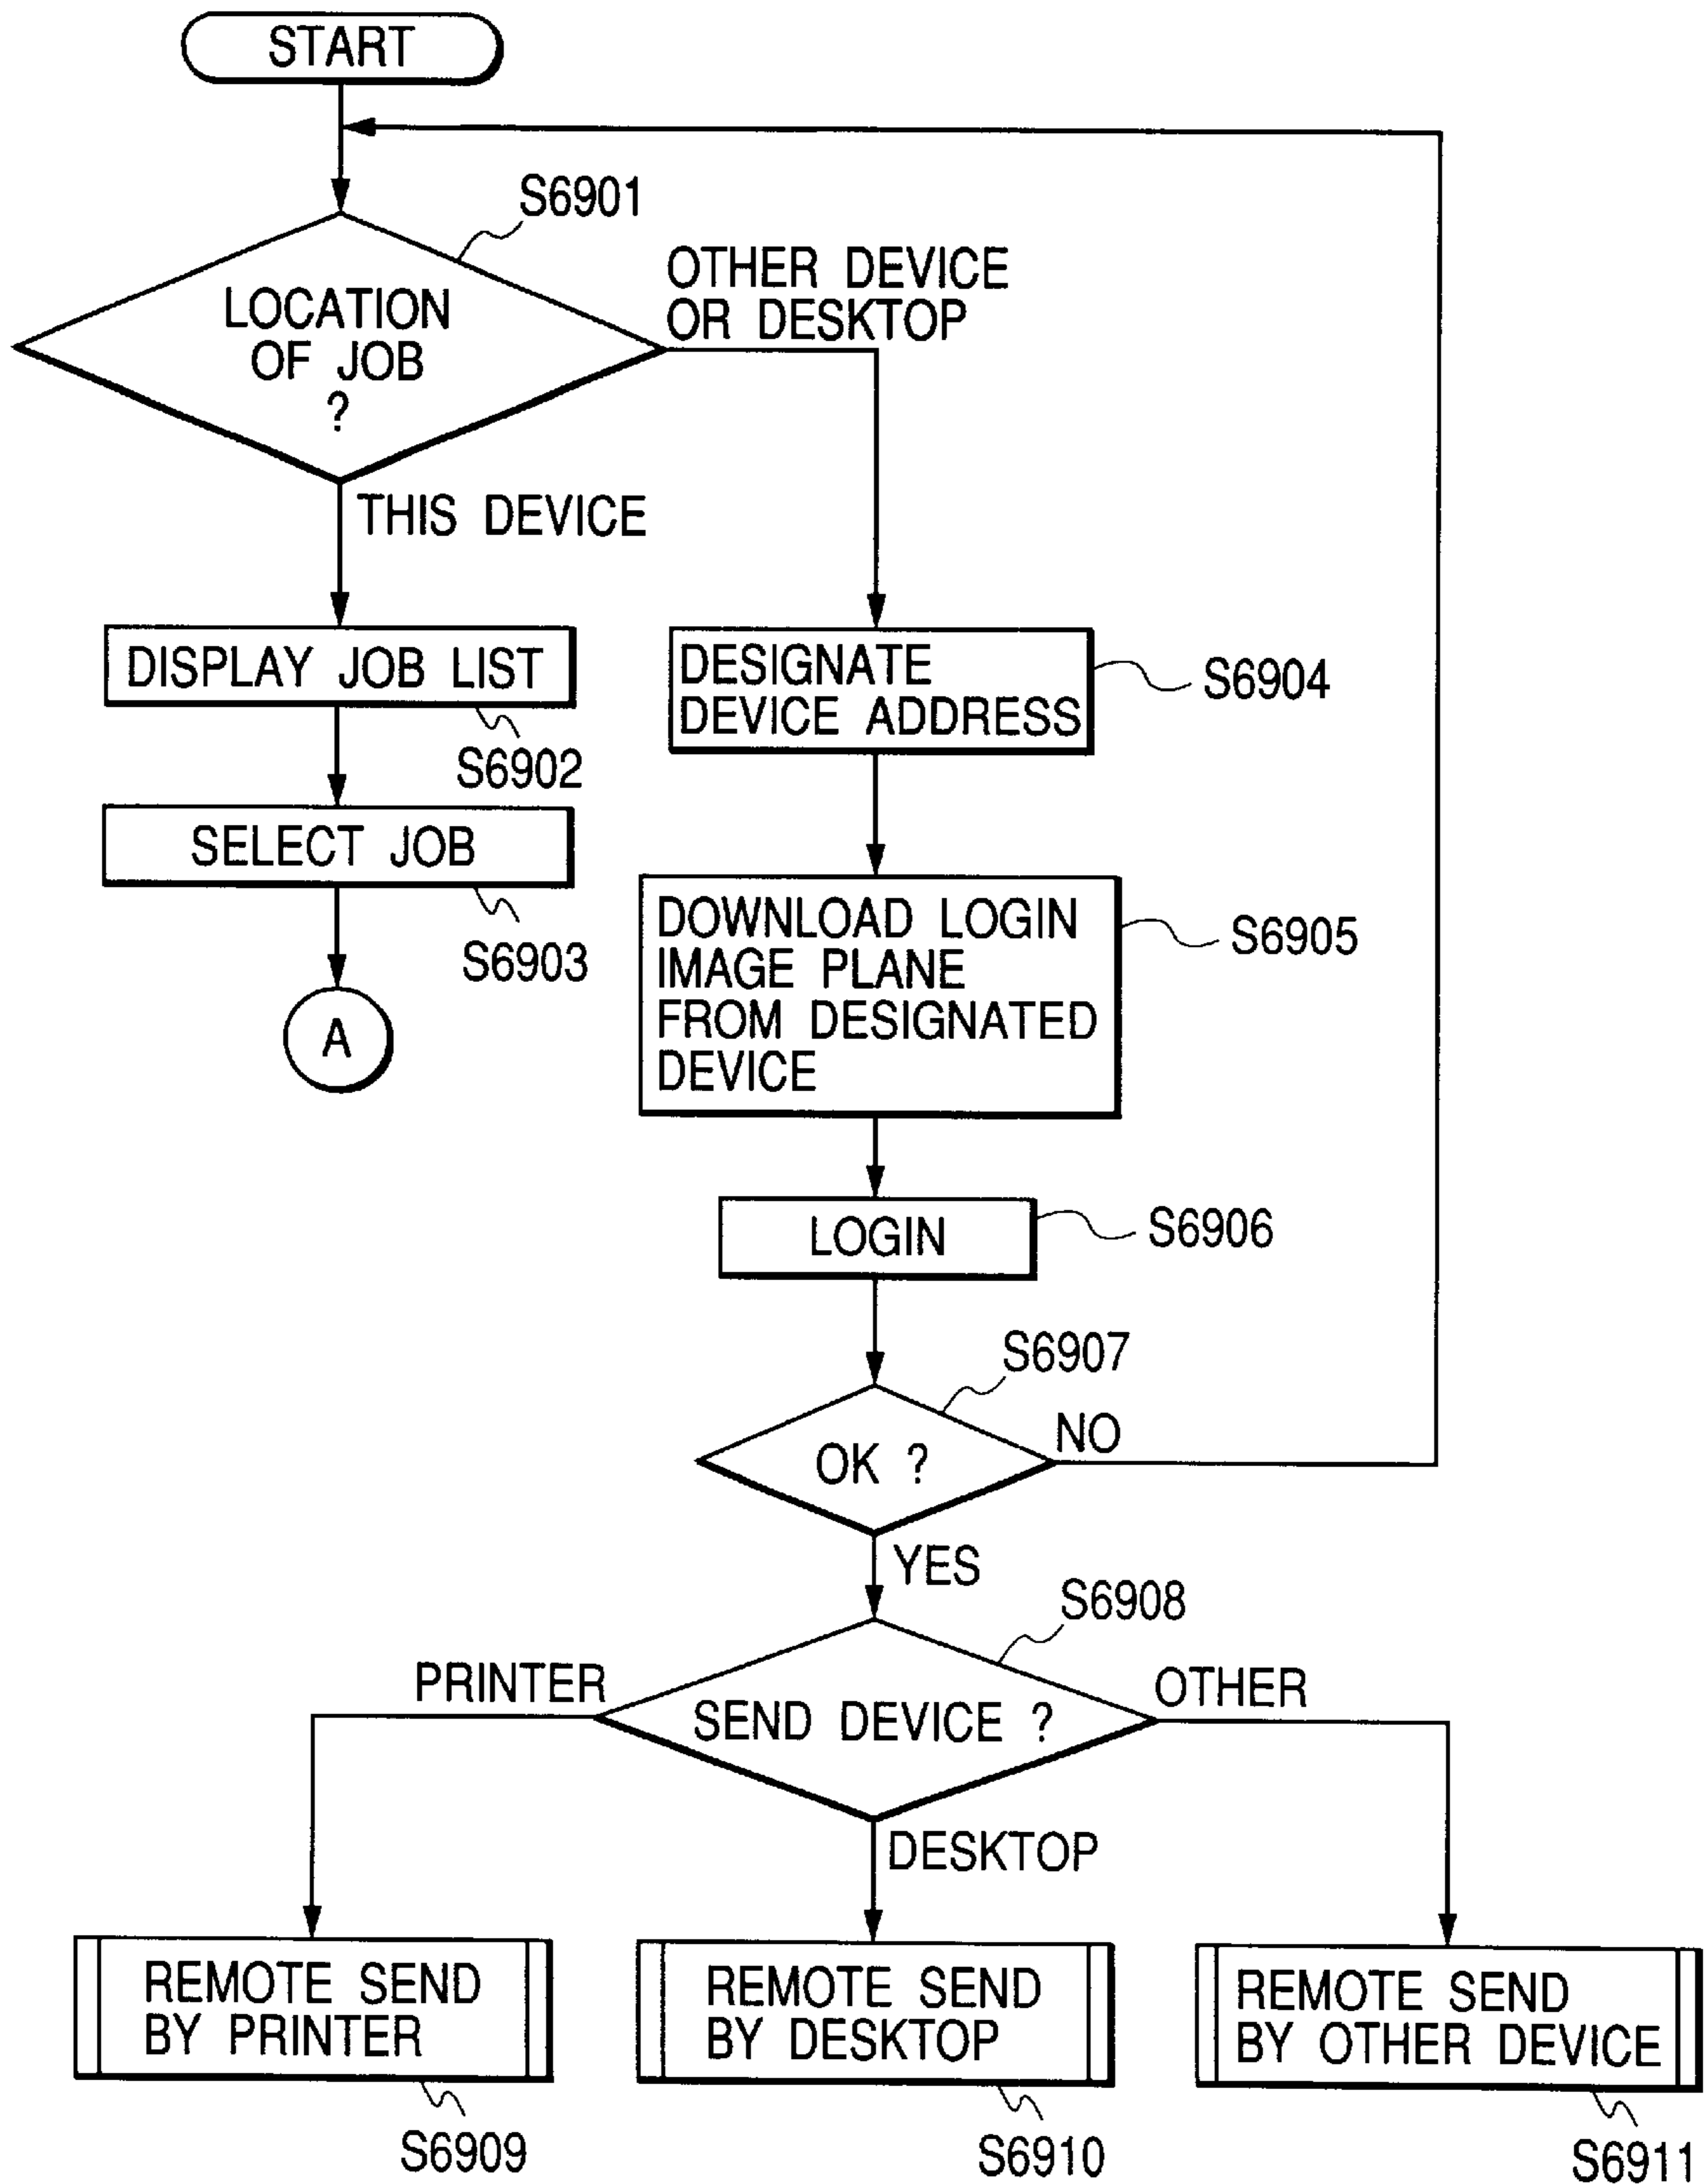 START
S6901
LOCATION
OF JOB
?
OTHER DEVICE
OR DESKTOP
THIS DEVICE
DISPLAY JOB LIST
S6902
SELECT JOB
S6903
A
DESIGNATE
DEVICE ADDRESS
S6904
DOWNLOAD LOGIN
IMAGE PLANE
FROM DESIGNATED
DEVICE
S6905
LOGIN
S6906
S6907
OK ?
NO
YES
S6908
PRINTER
SEND DEVICE ?
OTHER
DESKTOP
REMOTE SEND
BY PRINTER
S6909
REMOTE SEND
BY DESKTOP
S6910
REMOTE SEND
BY OTHER DEVICE
S6911